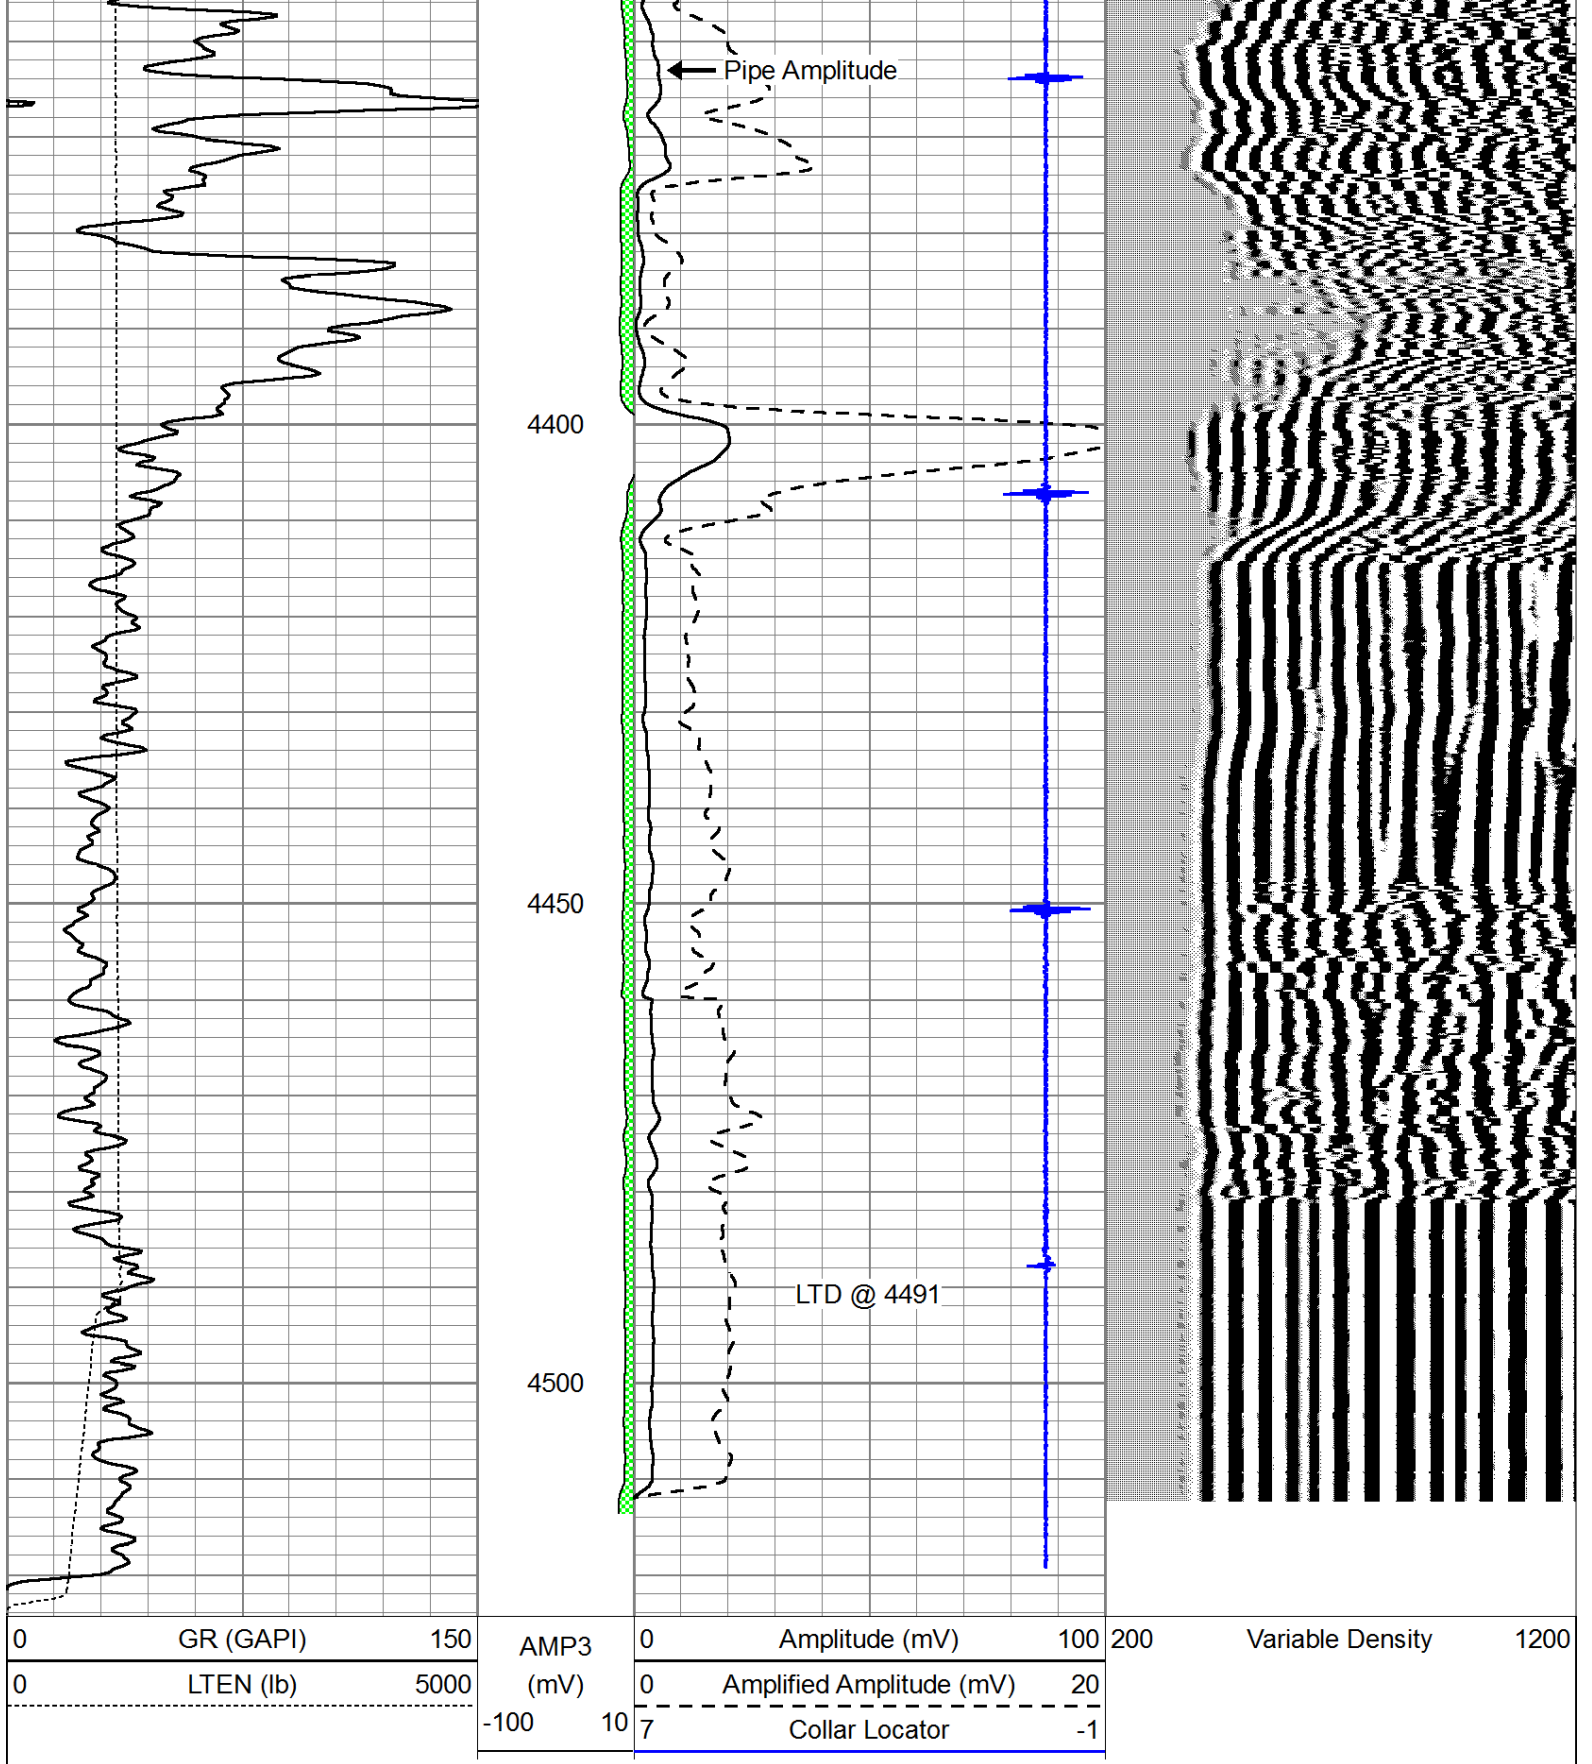 Pipe Amplitude
4400
4450
LTD @ 4491
4500
0 GR (GAPI) 150
0 LTEN (lb) 5000
AMP3
(mV)
-100 10
0 Amplitude (mV) 100
0 Amplified Amplitude (mV) 20
7 Collar Locator -1
200 Variable Density 1200